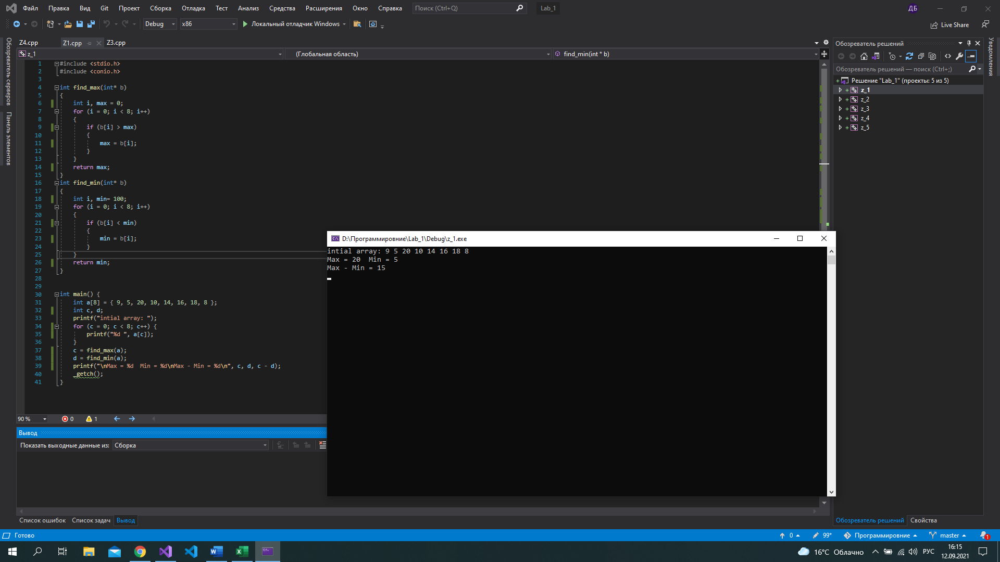 Файл Правка Вид Git Проект Сборка Отладка Тест Анализ Средства Расширения Окно Справка Поиск (Ctrl+Q) Lab_1 ДБ
Debug x86 Локальный отладчик Windows Live Share
Обозреватель серверов
Панель элементов
Z4.cpp Z1.cpp Z3.cpp
z_1 (Глобальная область) find_min(int * b)
1 #include <stdio.h>
2 #include <conio.h>
3
4 int find_max(int* b)
5 {
6 int i, max = 0;
7 for (i = 0; i < 8; i++)
8 {
9 if (b[i] > max)
10 {
11 max = b[i];
12 }
13 }
14 return max;
15 }
16 int find_min(int* b)
17 {
18 int i, min= 100;
19 for (i = 0; i < 8; i++)
20 {
21 if (b[i] < min)
22 {
23 min = b[i];
24 }
25 }
26 return min;
27 }
28
29
30 int main() {
31 int a[8] = { 9, 5, 20, 10, 14, 16, 18, 8 };
32 int c, d;
33 printf("intial array: ");
34 for (c = 0; c < 8; c++) {
35 printf("%d ", a[c]);
36 }
37 c = find_max(a);
38 d = find_min(a);
39 printf("\nMax = %d  Min = %d\nMax - Min = %d\n", c, d, c - d);
40 _getch();
41 }
90 % 0 1
Вывод
Показать выходные данные из: Сборка
Список ошибок Список задач Вывод
D:\Программировние\Lab_1\Debug\z_1.exe
intial array: 9 5 20 10 14 16 18 8
Max = 20  Min = 5
Max - Min = 15
Обозреватель решений
Обозреватель решений — поиск (Ctrl+;)
Решение "Lab_1" (проекты: 5 из 5)
z_1
z_2
z_3
z_4
z_5
Обозреватель решений Свойства
Уведомления
Готово 0 99* Программировние master 1
16°C Облачно РУС 16:15
12.09.2021